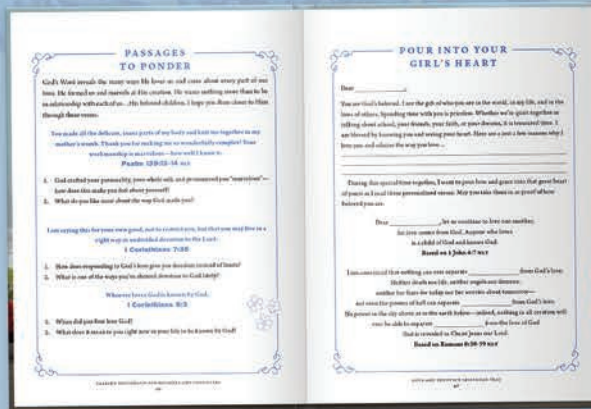 PASSAGES
TO PONDER
God's Word reveals the many ways He loves us and cares about every part of our
lives. He formed us and marvels at His creation. He wants nothing more than to be
in relationship with each of us...His beloved children. I hope you draw closer to Him
through these verses.
You made all the delicate, inner parts of my body and knit me together in my
mother's womb. Thank you for making me so wonderfully complex! Your
workmanship is marvelous—how well I know it.
Psalm 139:13-14 NLT
1. God crafted your personality, your whole self, and pronounced you "marvelous"—
how does this make you feel about yourself?
2. What do you like most about the way God made you?
I am saying this for your own good, not to restrict you, but that you may live in a
right way in undivided devotion to the Lord.
1 Corinthians 7:35
1. How does responding to God's love give you freedom instead of limits?
2. What is one of the ways you've showed devotion to God lately?
Whoever loves God is known by God.
1 Corinthians 8:3
1. When did you first love God?
2. What does it mean to you right now in your life to be known by God?
POUR INTO YOUR
GIRL'S HEART
Dear
You are God's beloved. I see the gift of who you are in the world, in my life, and in the
lives of others. Spending time with you is priceless. Whether we're quiet together or
talking about school, your friends, your faith, or your dreams, it is treasured time. I
am blessed by knowing you and seeing your heart. Here are a just a few reasons why I
love you and admire the way you love...
During this special time together, I want to pour love and grace into that great heart
of yours as I read these personalized verses. May you take them in as proof of how
beloved you are.
Dear , let us continue to love one another,
for love comes from God. Anyone who loves
is a child of God and knows God.
Based on 1 John 4:7 NLT
I am convinced that nothing can ever separate from God's love.
Neither death nor life, neither angels nor demons,
neither her fears for today nor her worries about tomorrow—
not even the powers of hell can separate from God's love.
No power in the sky above or in the earth below—indeed, nothing in all creation will
ever be able to separate from the love of God
that is revealed in Christ Jesus our Lord.
Based on Romans 8:38-39 NLT